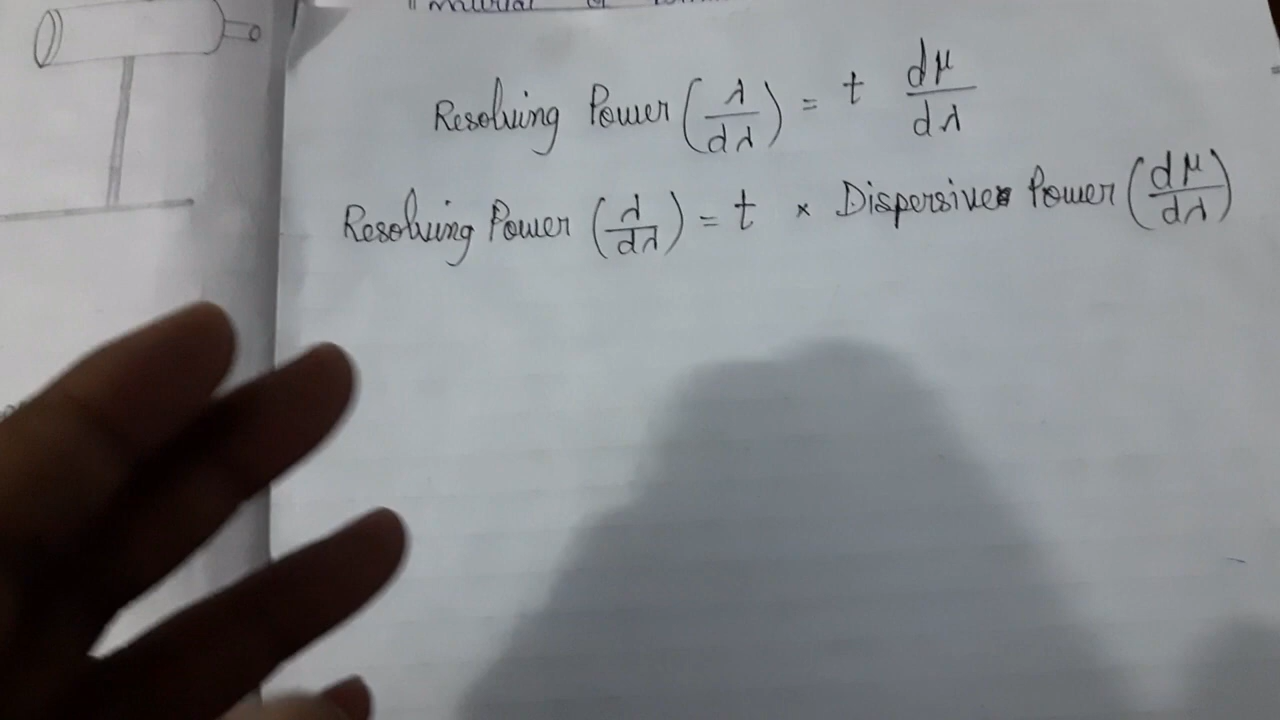 Resolving Power (λ/dλ) = t dμ/dλ
Resolving Power (λ/dλ) = t × Dispersive Power (dμ/dλ)